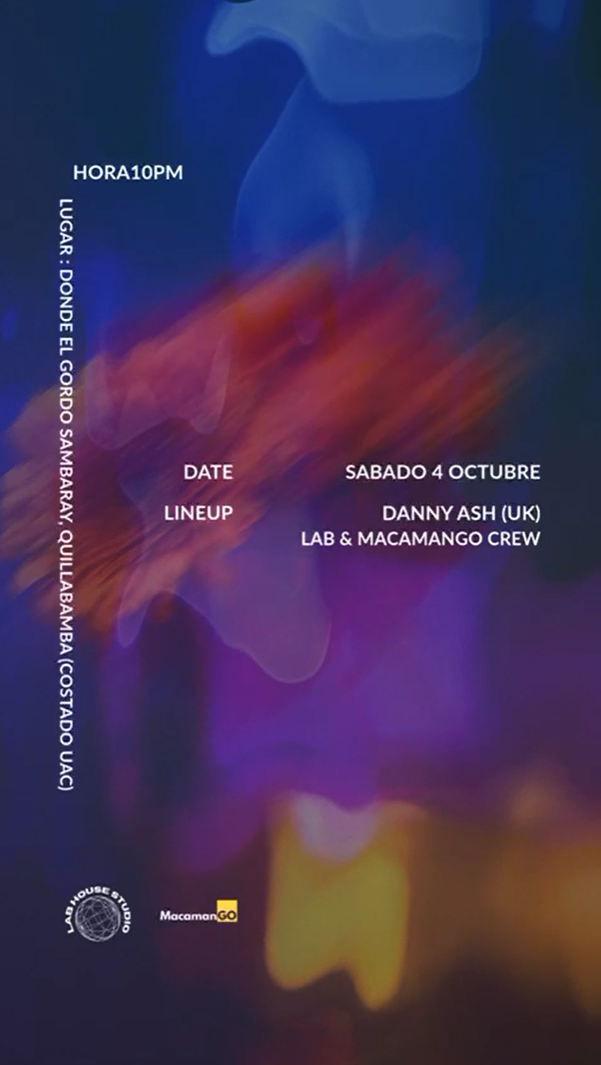 HORA10PM
LUGAR : DONDE EL GORDO SAMBARAY, QUILLABAMBA (COSTADO UAC)
DATE SABADO 4 OCTUBRE
LINEUP DANNY ASH (UK)
LAB & MACAMANGO CREW
LAB HOUSE STUDIO
MacamanGO